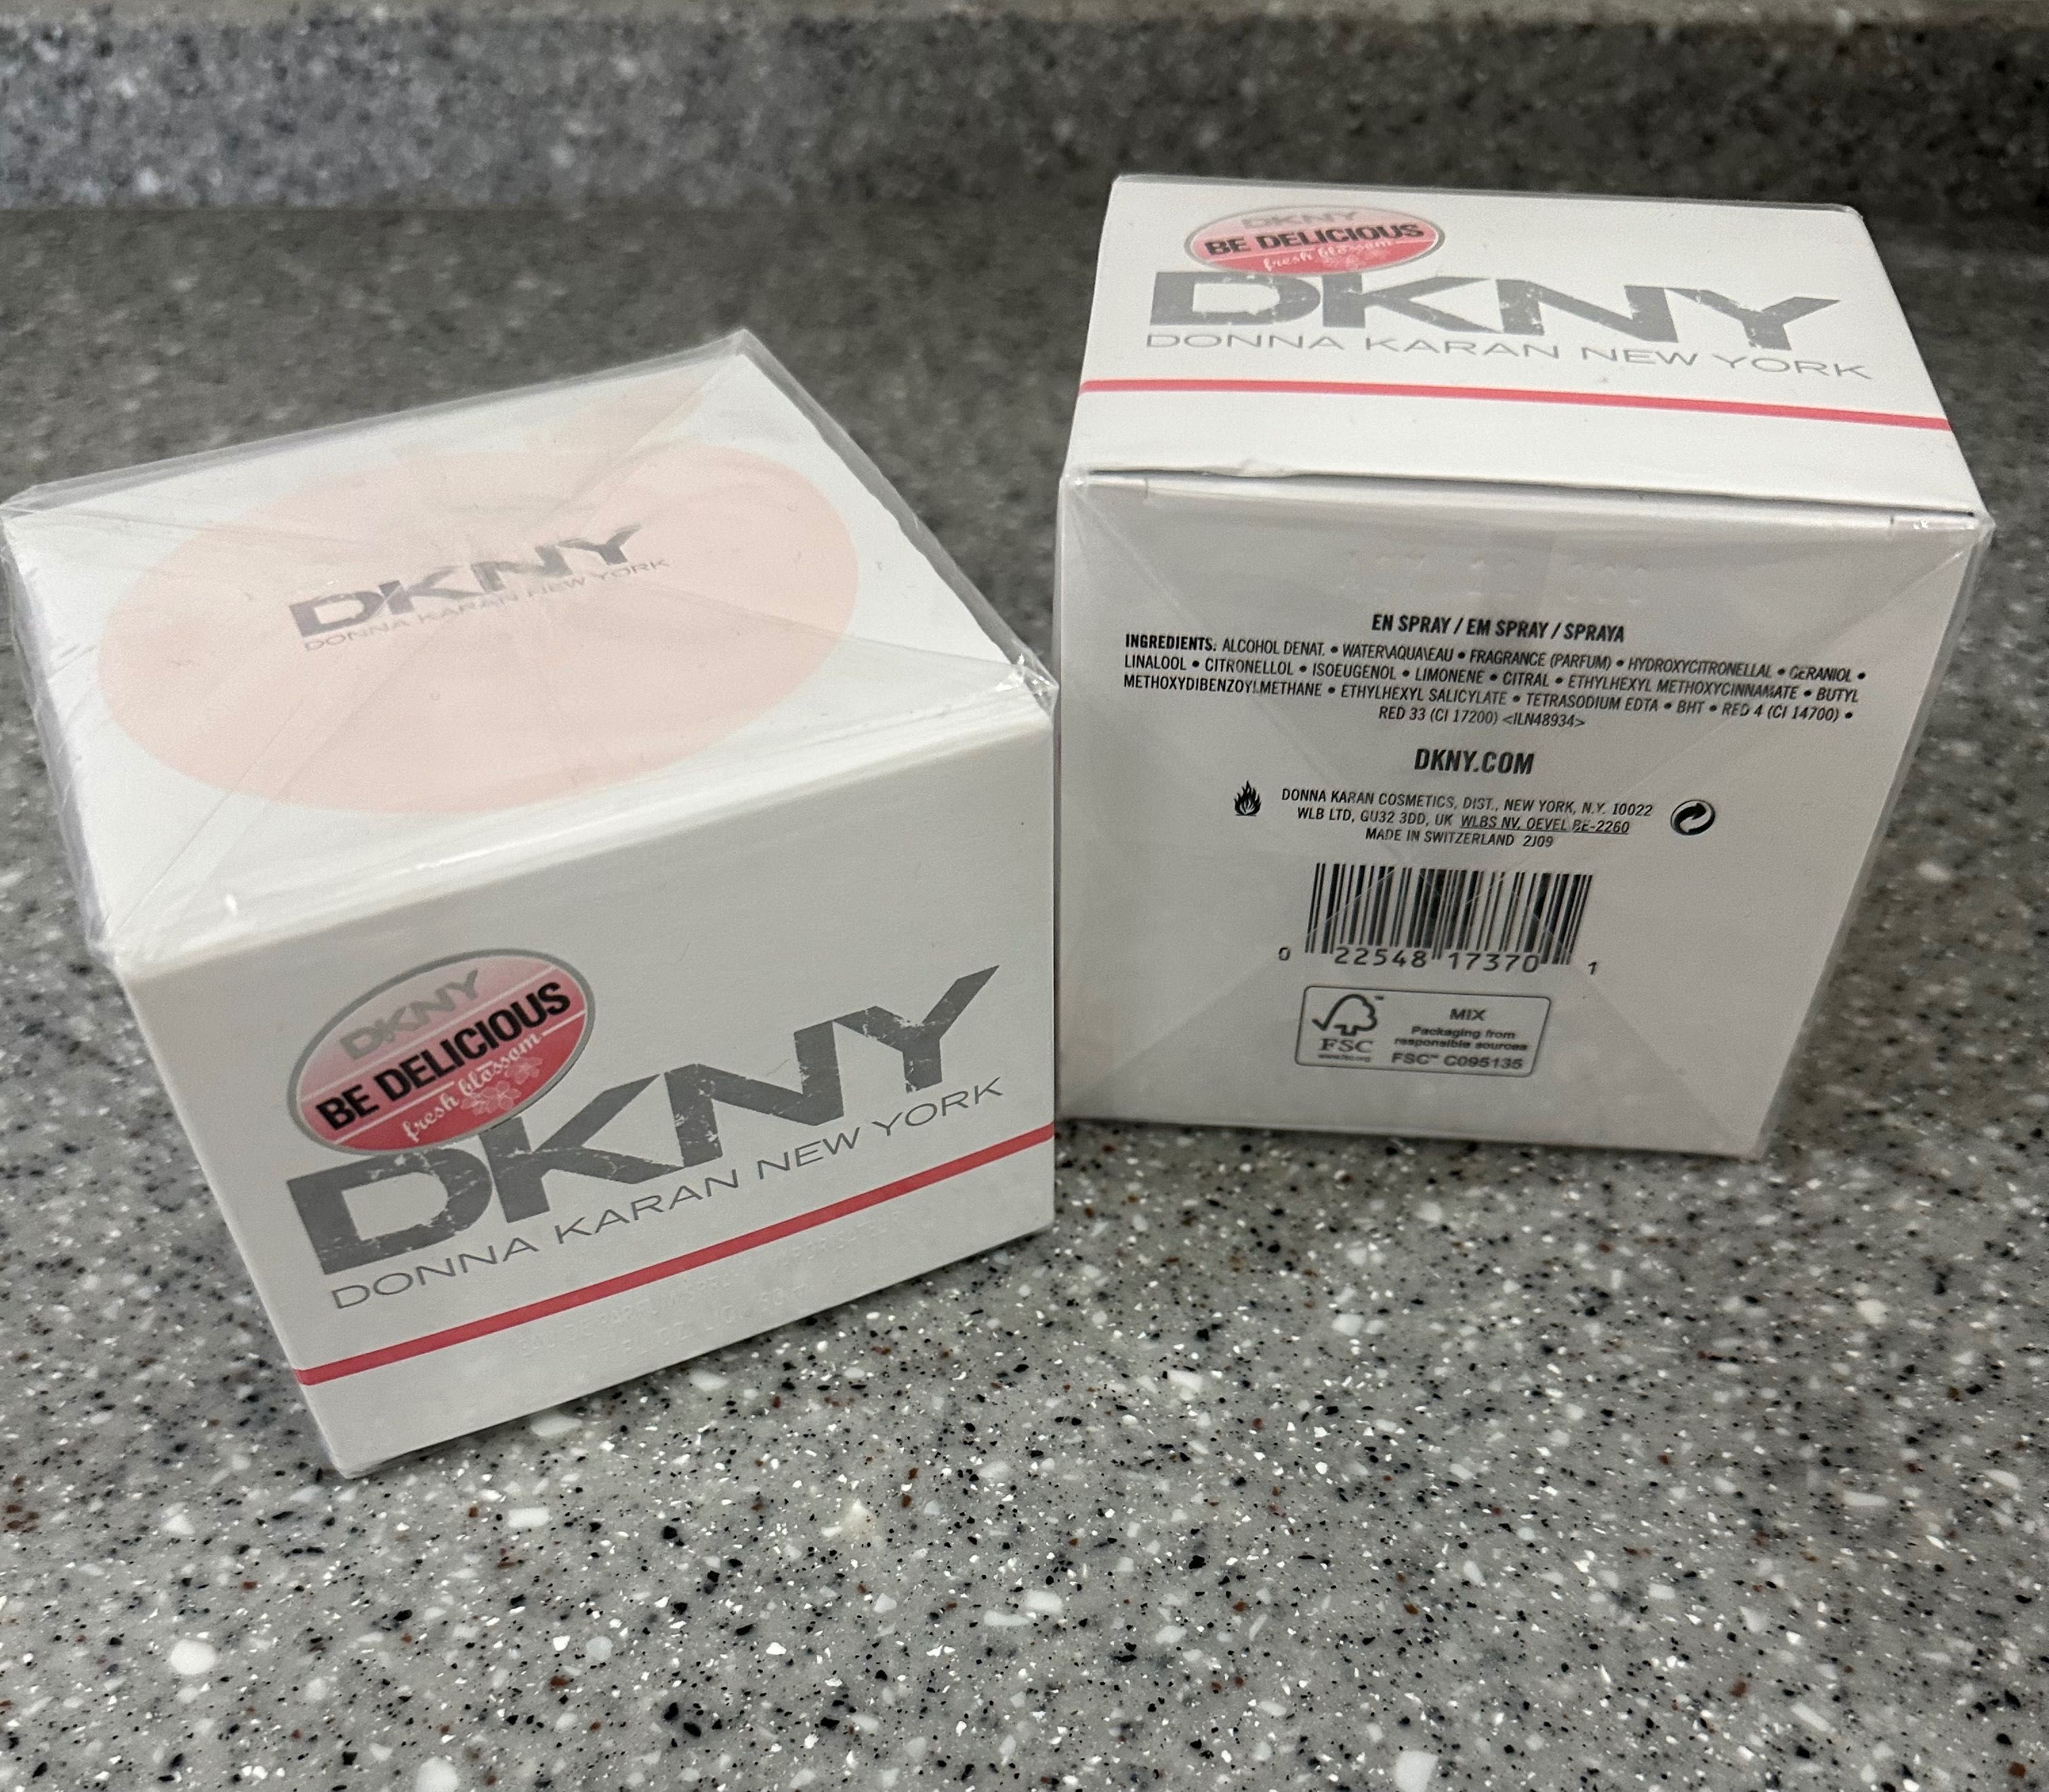 DKNY
DONNA KARAN NEW YORK
DKNY
BE DELICIOUS
fresh blossom
DKNY
DONNA KARAN NEW YORK
DKNY
BE DELICIOUS
fresh blossom
DKNY
DONNA KARAN NEW YORK
EN SPRAY / EM SPRAY / SPRAYA
INGREDIENTS: ALCOHOL DENAT. • WATER\AQUA\EAU • FRAGRANCE (PARFUM) • HYDROXYCITRONELLAL • GERANIOL •
LINALOOL • CITRONELLOL • ISOEUGENOL • LIMONENE • CITRAL • ETHYLHEXYL METHOXYCINNAMATE • BUTYL
METHOXYDIBENZOYLMETHANE • ETHYLHEXYL SALICYLATE • TETRASODIUM EDTA • BHT • RED 4 (CI 14700) •
RED 33 (CI 17200) <ILN48934>
DKNY.COM
DONNA KARAN COSMETICS, DIST., NEW YORK, N.Y. 10022
WLB LTD, GU32 3DD, UK WLBS NV. OEVEL BE-2260
MADE IN SWITZERLAND 2J09
0 22548 17370 1
FSC
www.fsc.org
MIX
Packaging from
responsible sources
FSC™ C095135